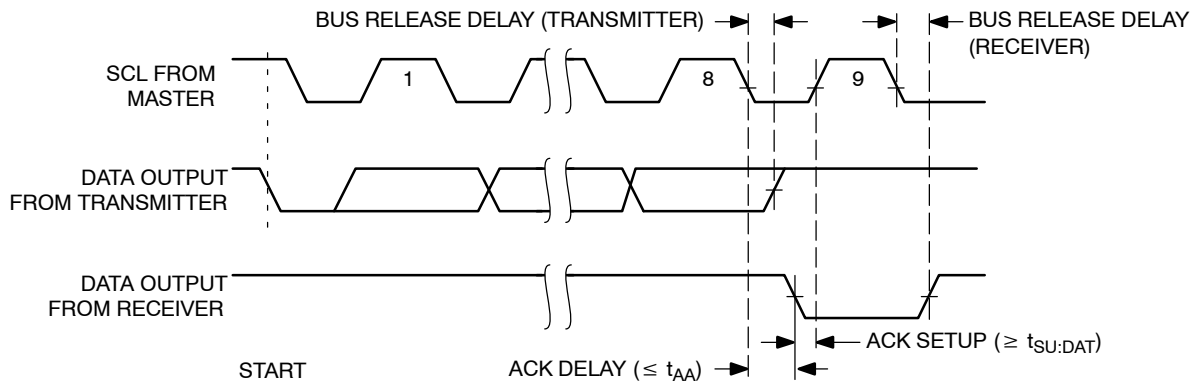 BUS RELEASE DELAY (TRANSMITTER)
BUS RELEASE DELAY
(RECEIVER)
SCL FROM
MASTER
1
8
9
DATA OUTPUT
FROM TRANSMITTER
DATA OUTPUT
FROM RECEIVER
START
ACK DELAY (≤ tAA)
ACK SETUP (≥ tSU:DAT)